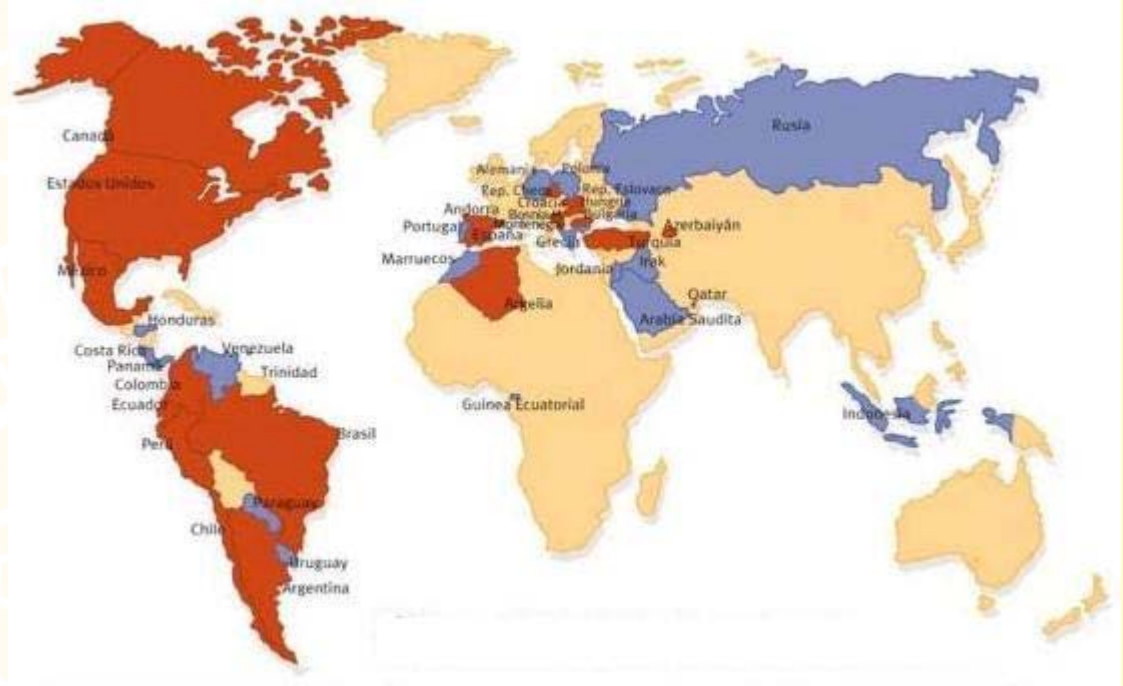 Canadá
Estados Unidos
México
Honduras
Costa Rica
Panamá
Venezuela
Trinidad
Colombia
Ecuador
Perú
Brasil
Paraguay
Chile
Uruguay
Argentina
Rusia
Alemania
Polonia
Rep. Checa
Rep. Eslovaca
Croacia
Hungría
Andorra
Bosnia
Bulgaria
Portugal
Montenegro
España
Grecia
Azerbaiyán
Turquía
Marruecos
Jordania
Irak
Argelia
Qatar
Arabia Saudita
Guinea Ecuatorial
Indonesia